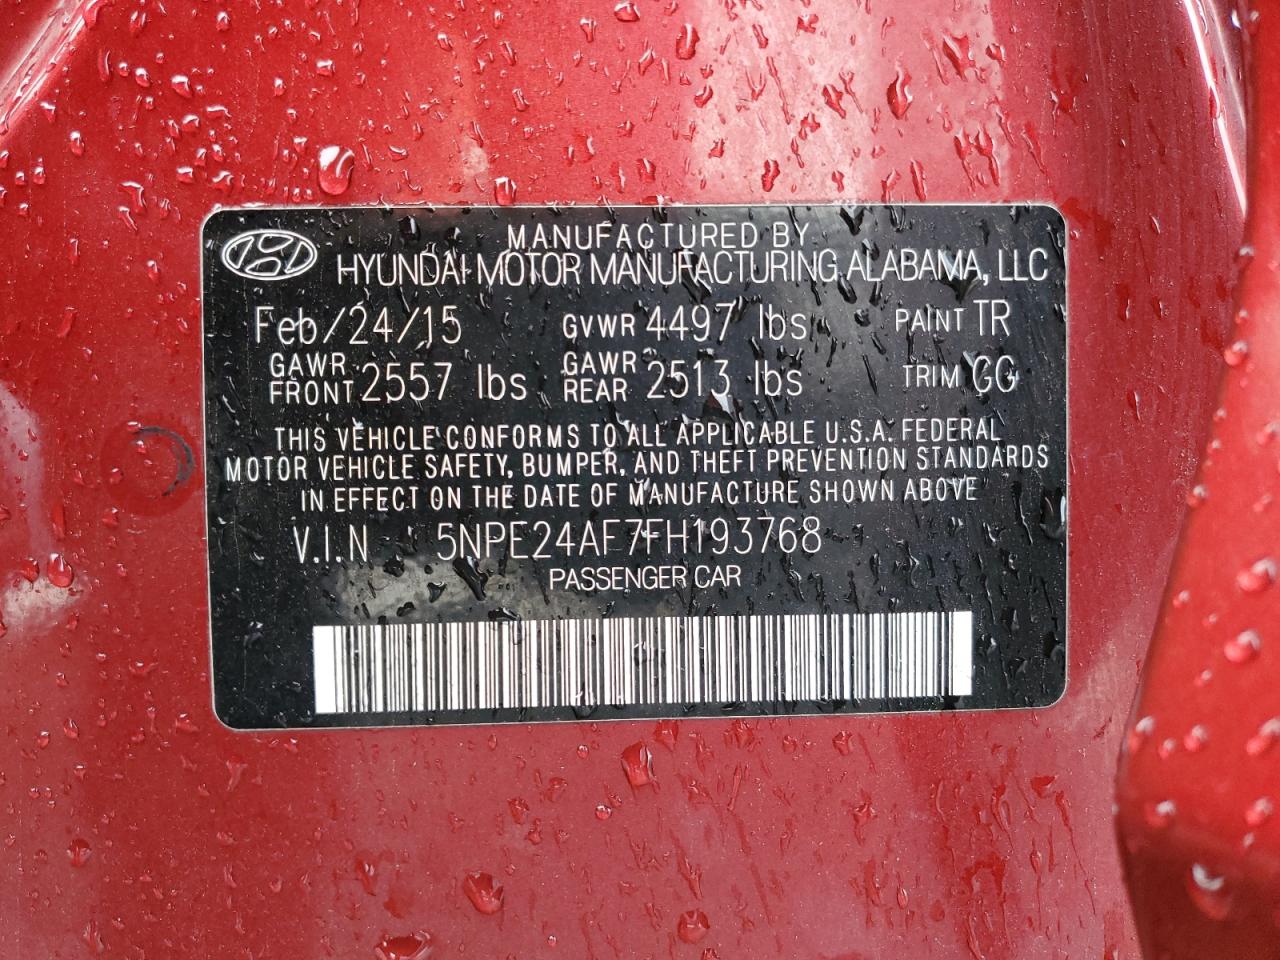 MANUFACTURED BY
HYUNDAI MOTOR MANUFACTURING ALABAMA, LLC
Feb/24/15 GVWR 4497 lbs PAINT TR
GAWR FRONT 2557 lbs GAWR REAR 2513 lbs TRIM GG
THIS VEHICLE CONFORMS TO ALL APPLICABLE U.S.A. FEDERAL
MOTOR VEHICLE SAFETY, BUMPER, AND THEFT PREVENTION STANDARDS
IN EFFECT ON THE DATE OF MANUFACTURE SHOWN ABOVE
V.I.N 5NPE24AF7FH193768
PASSENGER CAR